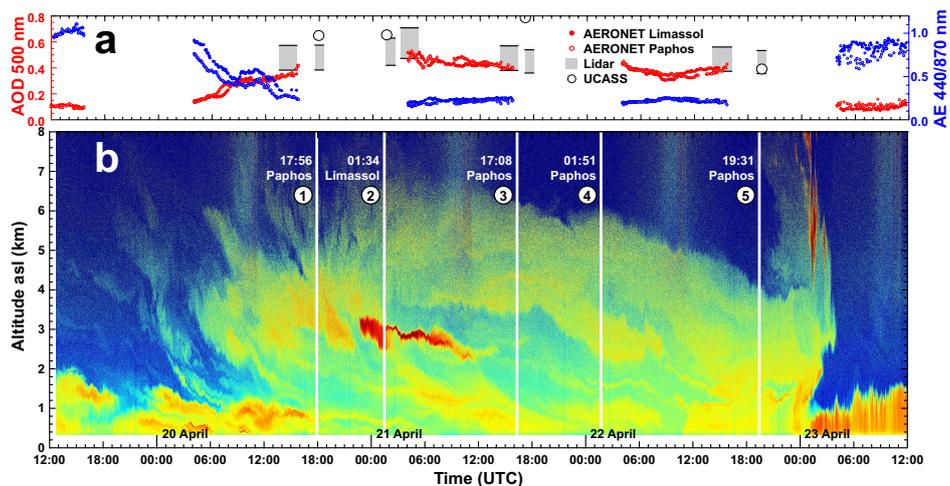 a
AOD 500 nm
0.8
0.6
0.4
0.2
0.0
AERONET Limassol
AERONET Paphos
Lidar
UCASS
1.0
0.5
0.0
AE 440/870 nm
b
Altitude asl (km)
8
7
6
5
4
3
2
1
0
17:56
Paphos
1
01:34
Limassol
2
17:08
Paphos
3
01:51
Paphos
4
19:31
Paphos
5
20 April
21 April
22 April
23 April
12:00 18:00 00:00 06:00 12:00 18:00 00:00 06:00 12:00 18:00 00:00 06:00 12:00 18:00 00:00 06:00 12:00
Time (UTC)